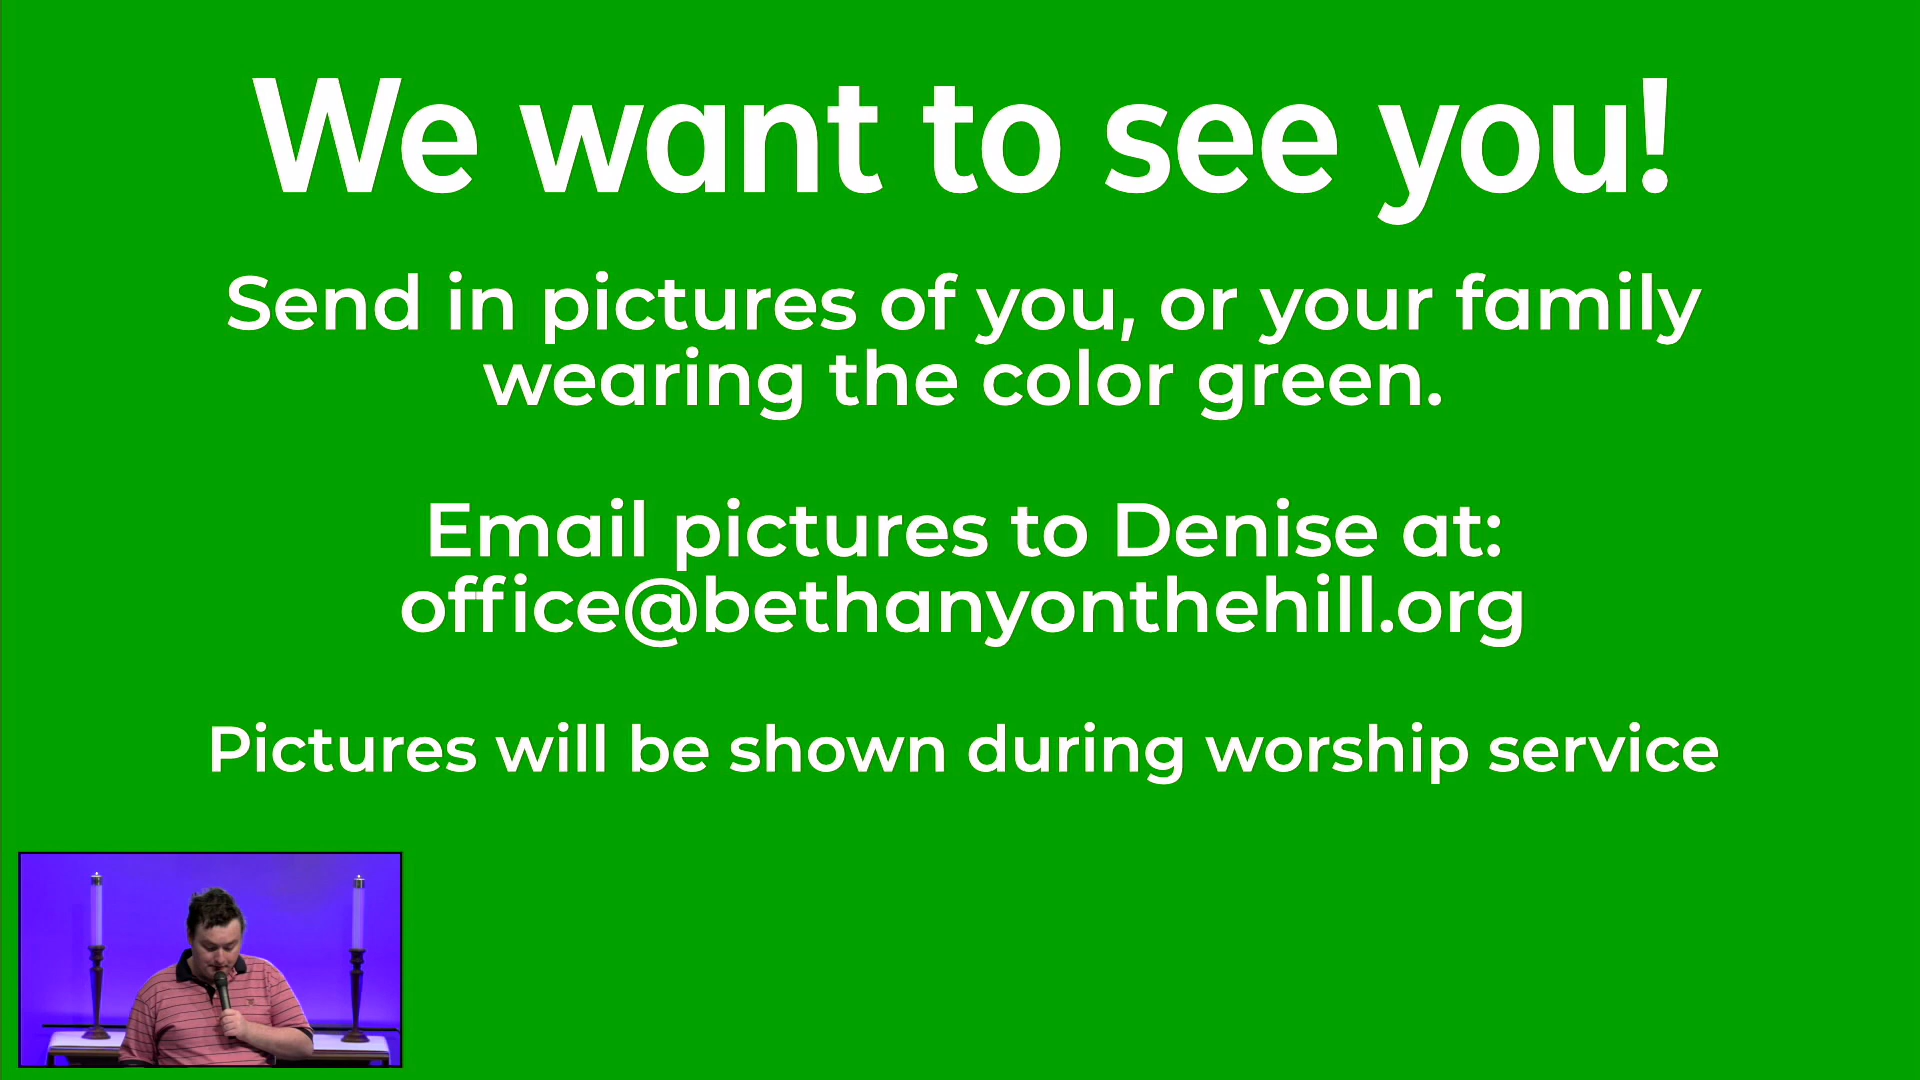 We want to see you!
Send in pictures of you, or your family
wearing the color green.
Email pictures to Denise at:
office@bethanyonthehill.org
Pictures will be shown during worship service